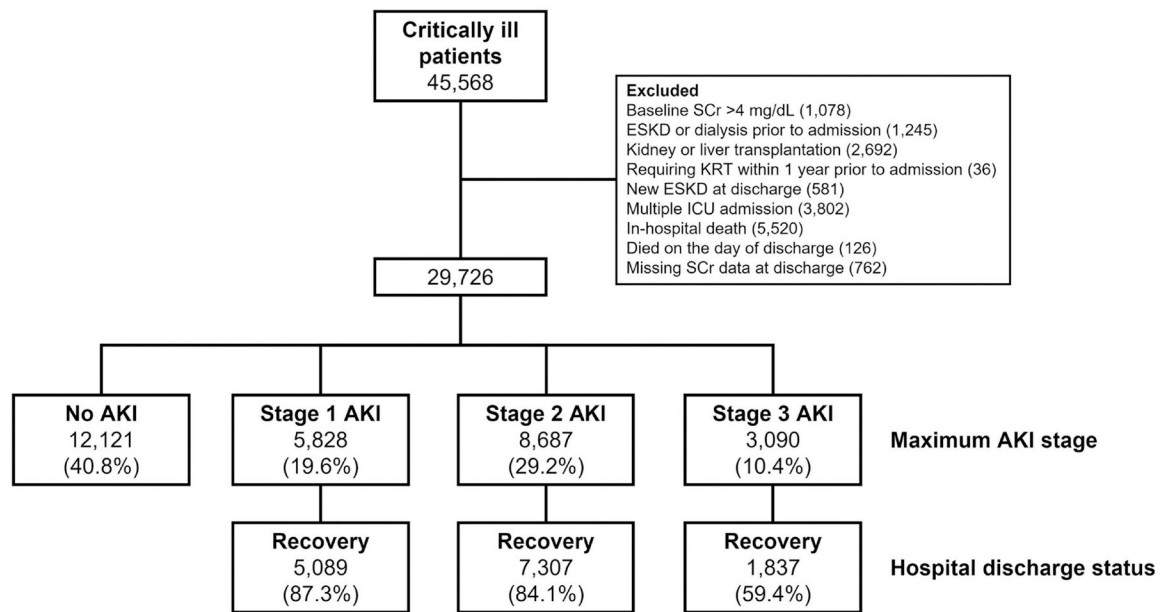 Critically ill
patients
45,568
Excluded
Baseline SCr >4 mg/dL (1,078)
ESKD or dialysis prior to admission (1,245)
Kidney or liver transplantation (2,692)
Requiring KRT within 1 year prior to admission (36)
New ESKD at discharge (581)
Multiple ICU admission (3,802)
In-hospital death (5,520)
Died on the day of discharge (126)
Missing SCr data at discharge (762)
29,726
No AKI
12,121
(40.8%)
Stage 1 AKI
5,828
(19.6%)
Stage 2 AKI
8,687
(29.2%)
Stage 3 AKI
3,090
(10.4%)
Maximum AKI stage
Recovery
5,089
(87.3%)
Recovery
7,307
(84.1%)
Recovery
1,837
(59.4%)
Hospital discharge status